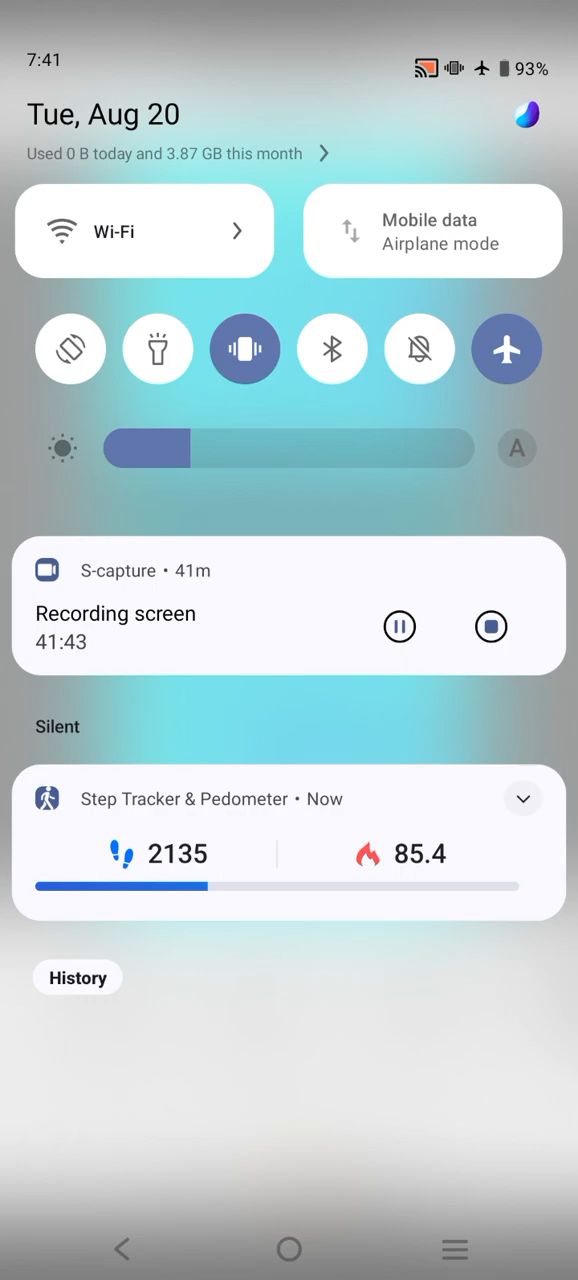 7:41
93%
Tue, Aug 20
Used 0 B today and 3.87 GB this month
Wi-Fi
Mobile data
Airplane mode
A
S-capture • 41m
Recording screen
41:43
Silent
Step Tracker & Pedometer • Now
2135
85.4
History